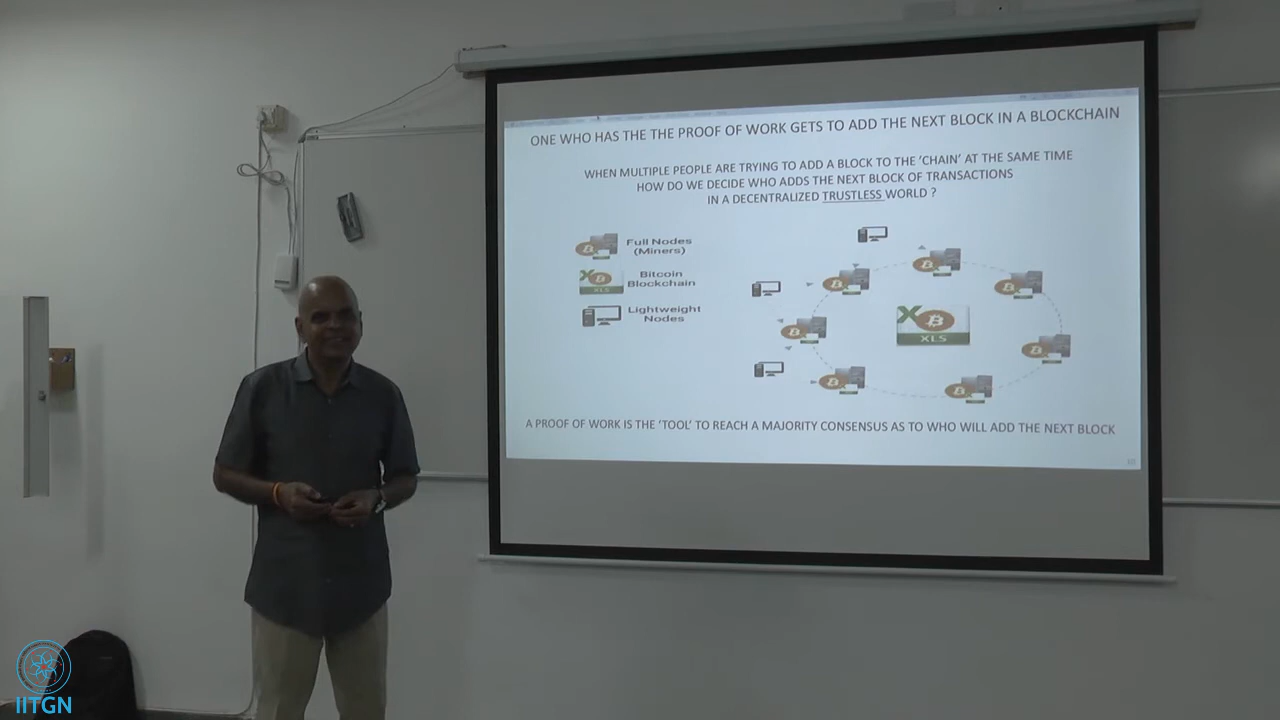 ONE WHO HAS THE THE PROOF OF WORK GETS TO ADD THE NEXT BLOCK IN A BLOCKCHAIN
WHEN MULTIPLE PEOPLE ARE TRYING TO ADD A BLOCK TO THE 'CHAIN' AT THE SAME TIME
HOW DO WE DECIDE WHO ADDS THE NEXT BLOCK OF TRANSACTIONS
IN A DECENTRALIZED TRUSTLESS WORLD ?
Full Nodes
(Miners)
Bitcoin
Blockchain
XLS
Lightweight
Nodes
XLS
A PROOF OF WORK IS THE 'TOOL' TO REACH A MAJORITY CONSENSUS AS TO WHO WILL ADD THE NEXT BLOCK
IITGN